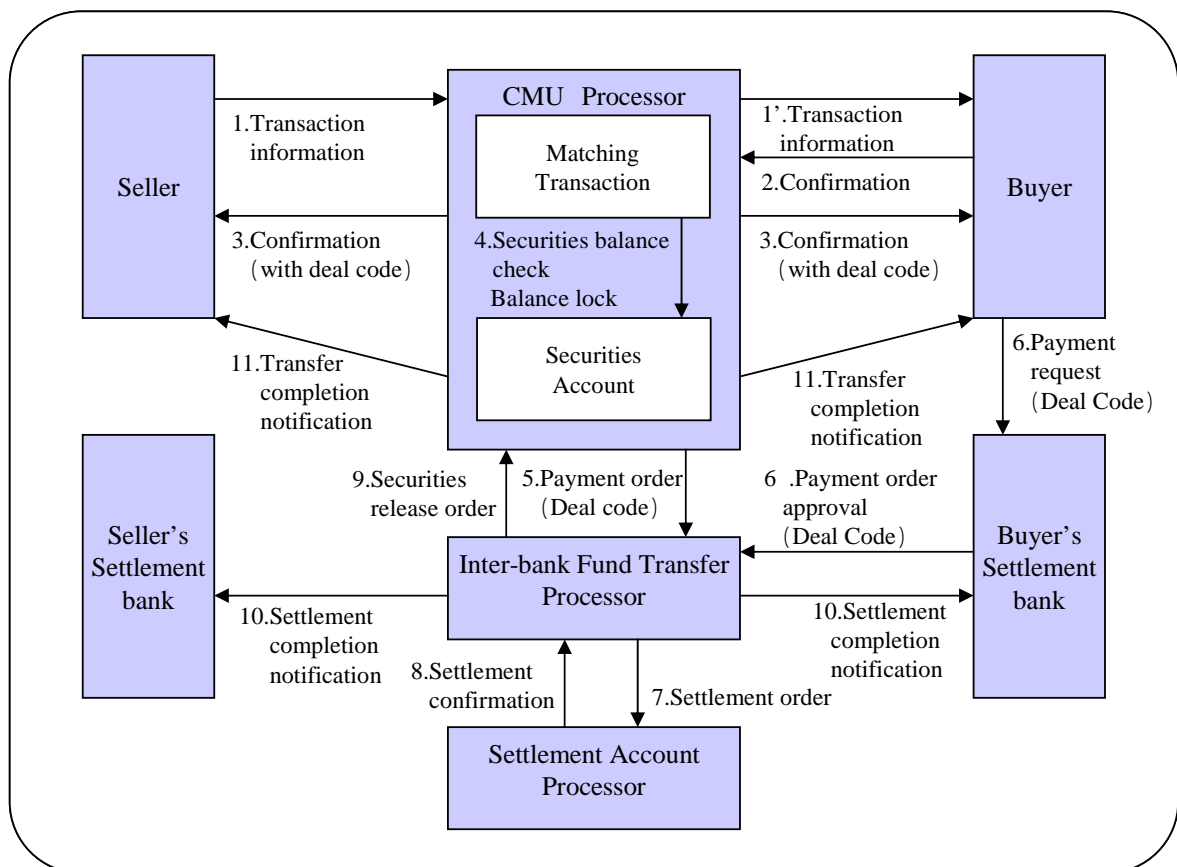 CMU Processor
1.Transaction
information
1’.Transaction
information
Matching
Transaction
Seller
2.Confirmation
Buyer
3.Confirmation
(with deal code)
4.Securities balance
check
Balance lock
3.Confirmation
(with deal code)
Securities
Account
11.Transfer
completion
notification
11.Transfer
completion
notification
6.Payment
request
(Deal Code)
9.Securities
release order
5.Payment order
(Deal code)
6 .Payment order
approval
(Deal Code)
Seller’s
Settlement
bank
Inter-bank Fund Transfer
Processor
Buyer’s
Settlement
bank
10.Settlement
completion
notification
10.Settlement
completion
notification
8.Settlement
confirmation
7.Settlement order
Settlement Account
Processor